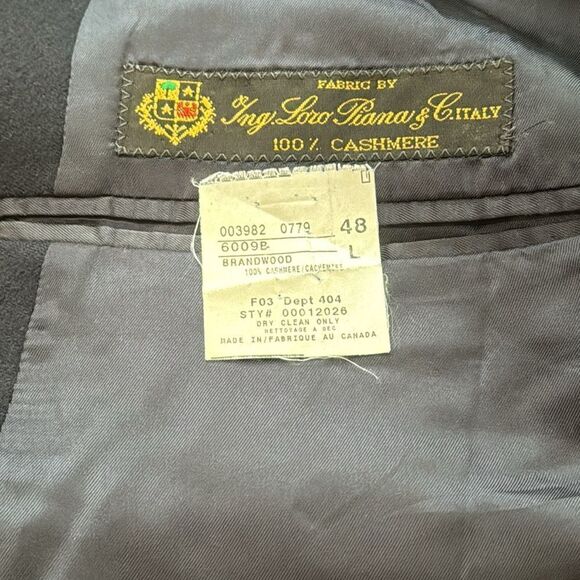 FABRIC BY
Ing. Loro Piana & C. ITALY
100% CASHMERE
003982 0779 48
6009B
BRANDWOOD L
100% CASHMERE/CACHEMIRE
F03 Dept 404
STY# 00012026
DRY CLEAN ONLY
NETTOYAGE A SEC
MADE IN/FABRIQUE AU CANADA